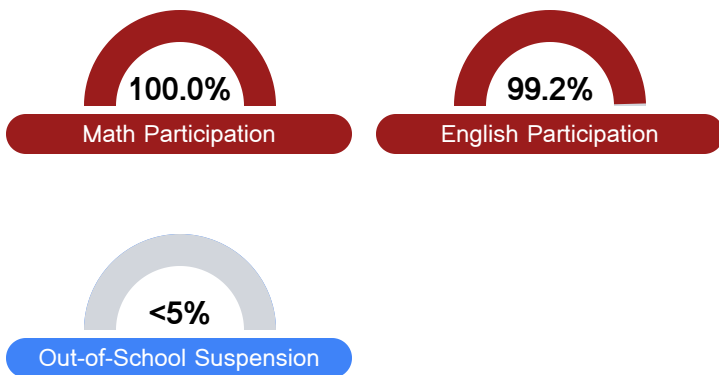 100.0%
Math Participation
99.2%
English Participation
<5%
Out-of-School Suspension